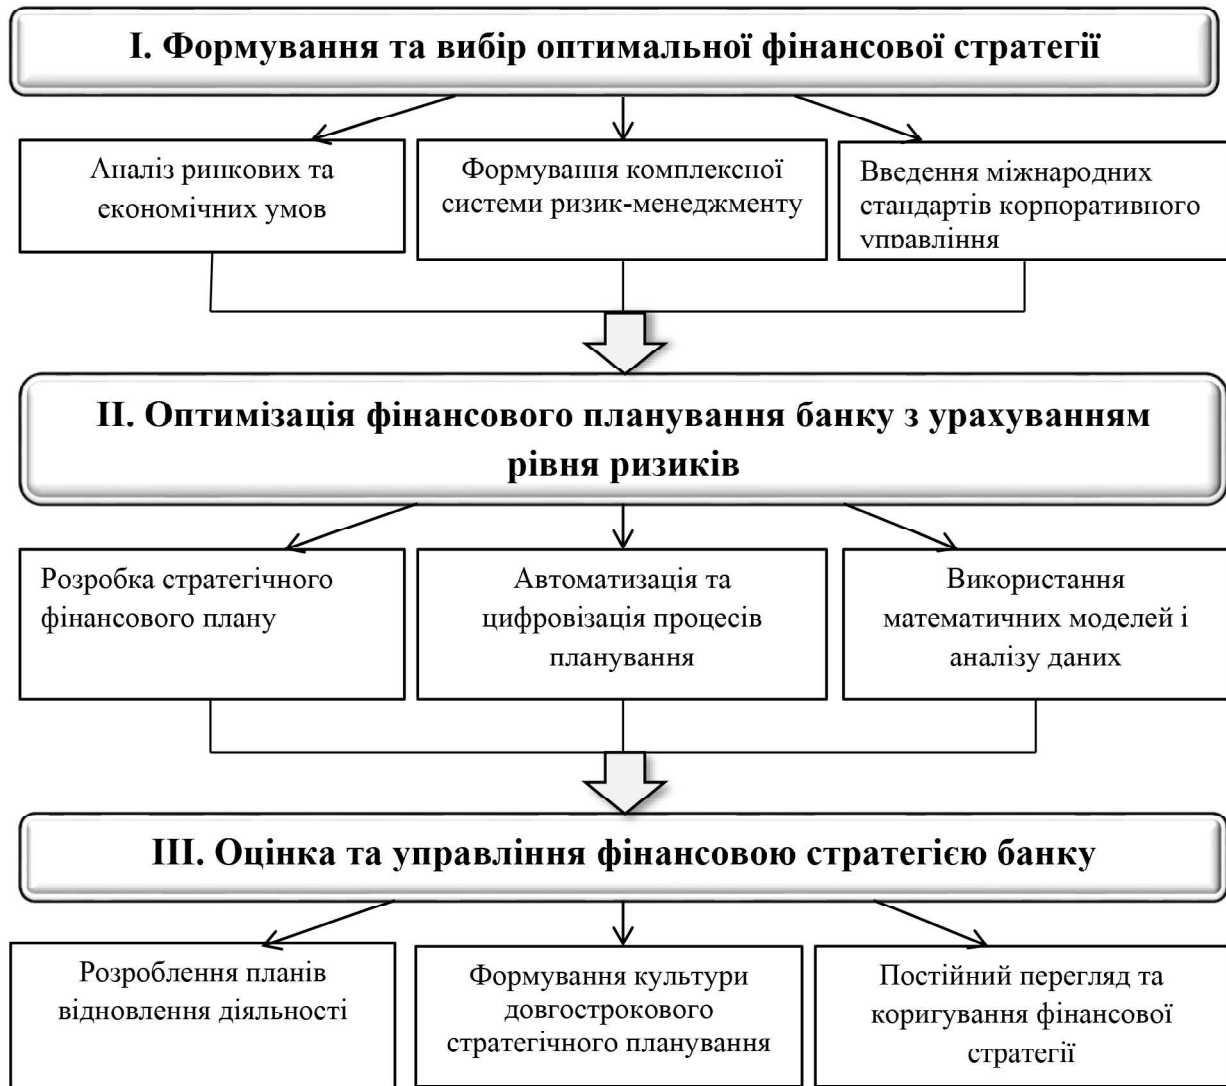 І. Формування та вибір оптимальної фінансової стратегії
Аналіз ринкових та
економічних умов
Формування комплексної
системи ризик-менеджменту
Введення міжнародних
стандартів корпоративного
управління
ІІ. Оптимізація фінансового планування банку з урахуванням
рівня ризиків
Розробка стратегічного
фінансового плану
Автоматизація та
цифровізація процесів
планування
Використання
математичних моделей і
аналізу даних
ІІІ. Оцінка та управління фінансовою стратегією банку
Розроблення планів
відновлення діяльності
Формування культури
довгострокового
стратегічного планування
Постійний перегляд та
коригування фінансової
стратегії